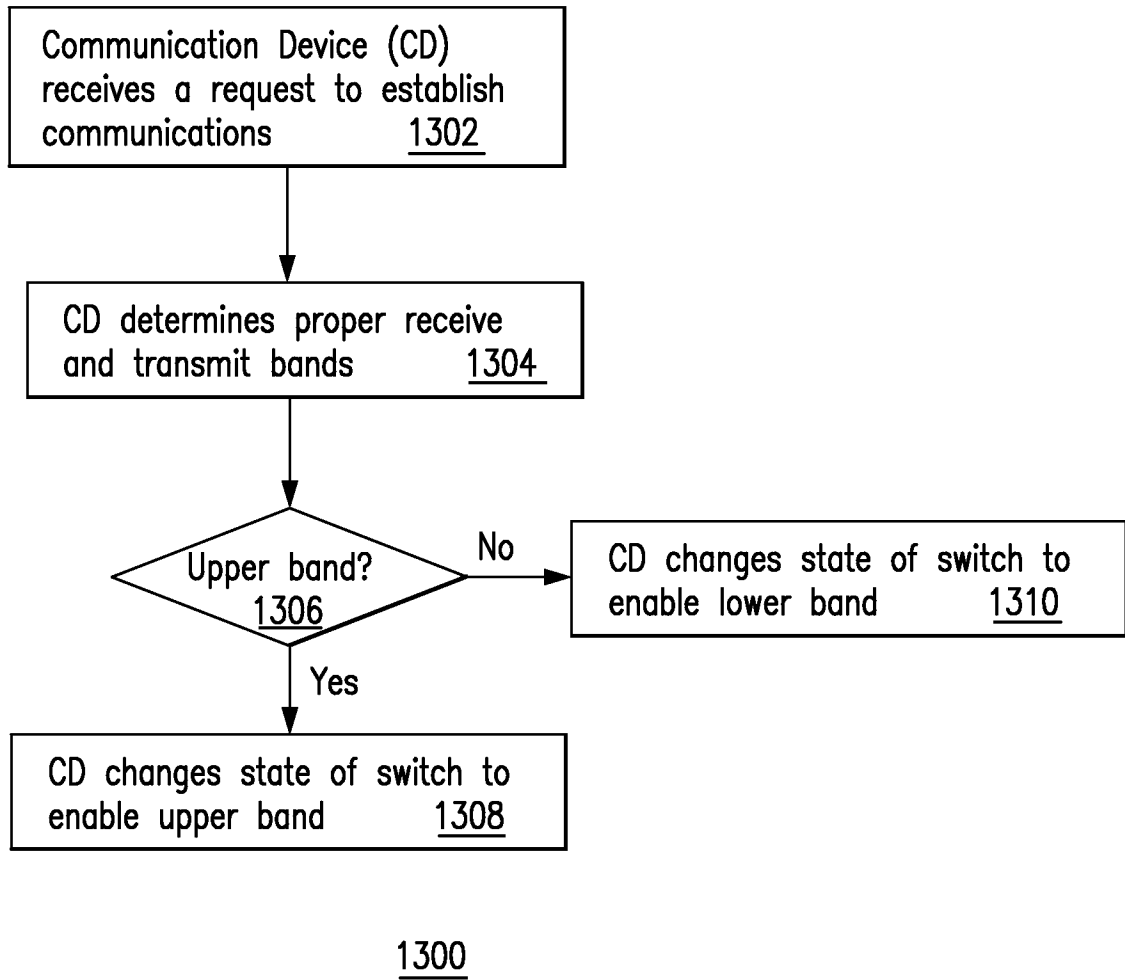 Communication Device (CD)
receives a request to establish
communications 1302
CD determines proper receive
and transmit bands 1304
Upper band?
1306
No
CD changes state of switch to
enable lower band 1310
Yes
CD changes state of switch to
enable upper band 1308
1300